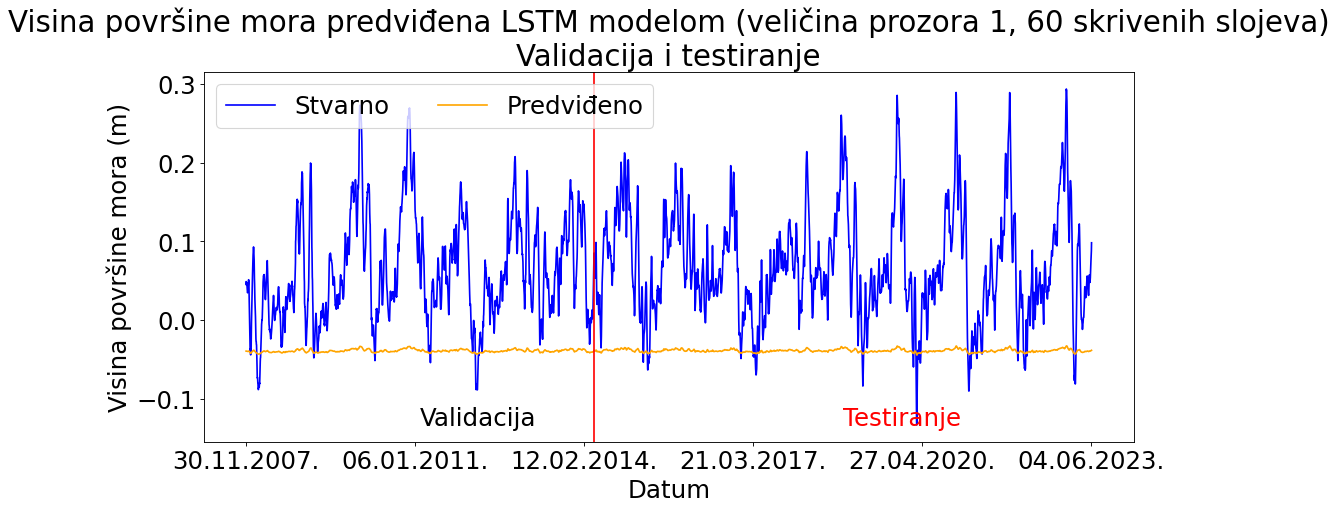 Visina površine mora predviđena LSTM modelom (veličina prozora 1, 60 skrivenih slojeva)
Validacija i testiranje
Stvarno Predviđeno
Visina površine mora (m)
0.3
0.2
0.1
0.0
−0.1
Validacija Testiranje
30.11.2007. 06.01.2011. 12.02.2014. 21.03.2017. 27.04.2020. 04.06.2023.
Datum